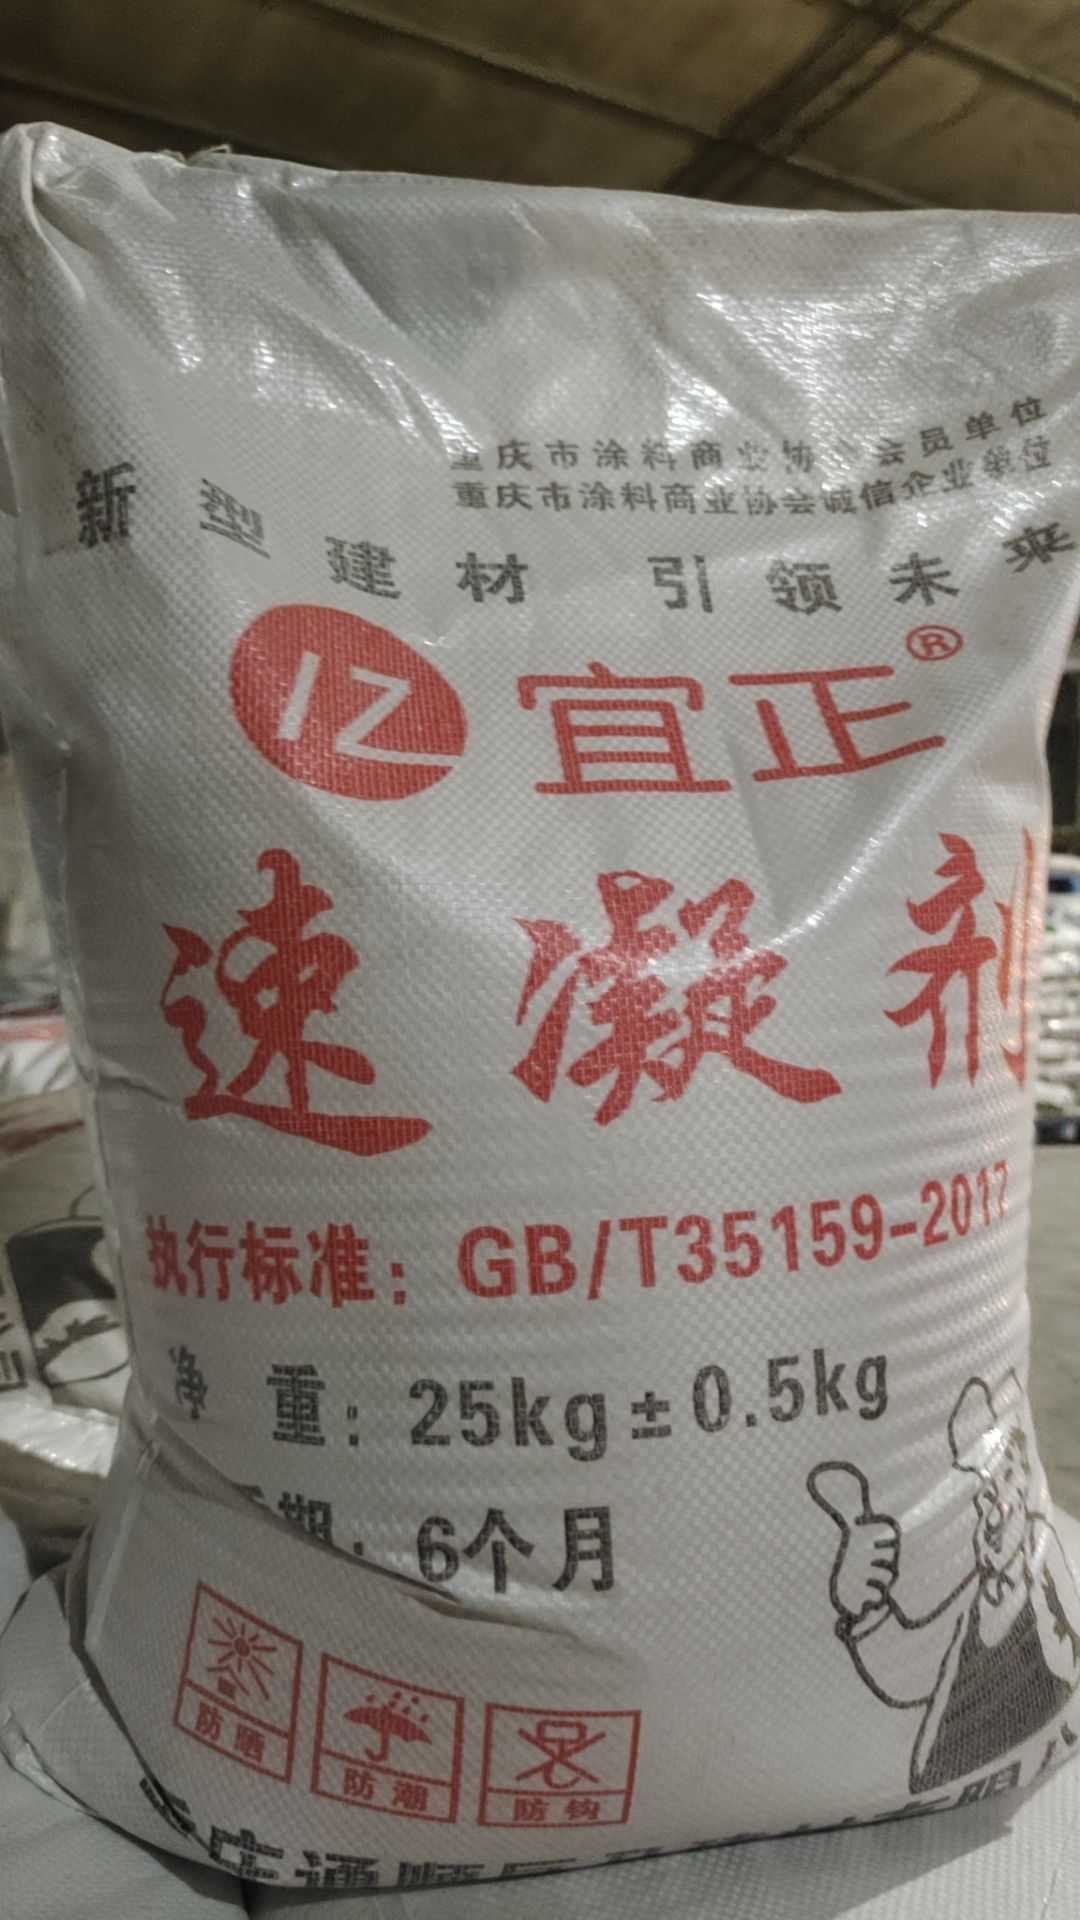 重庆市涂料商业协会会员单位
重庆市涂料商业协会诚信企业单位
新型建材 引领未来
IZ 宜正®
速凝剂
执行标准：GB/T35159-2017
净 重：25kg±0.5kg
期：6个月
防晒 防潮 防钩